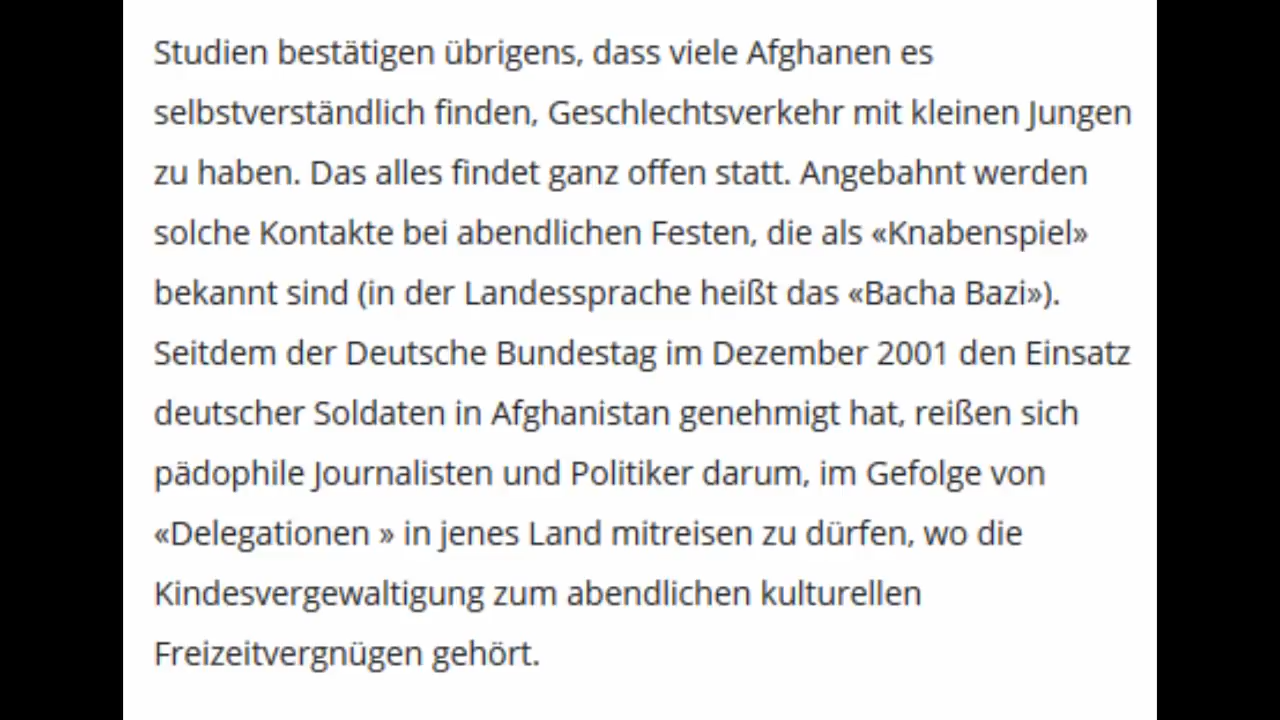 Studien bestätigen übrigens, dass viele Afghanen es
selbstverständlich finden, Geschlechtsverkehr mit kleinen Jungen
zu haben. Das alles findet ganz offen statt. Angebahnt werden
solche Kontakte bei abendlichen Festen, die als «Knabenspiel»
bekannt sind (in der Landessprache heißt das «Bacha Bazi»).
Seitdem der Deutsche Bundestag im Dezember 2001 den Einsatz
deutscher Soldaten in Afghanistan genehmigt hat, reißen sich
pädophile Journalisten und Politiker darum, im Gefolge von
«Delegationen » in jenes Land mitreisen zu dürfen, wo die
Kindesvergewaltigung zum abendlichen kulturellen
Freizeitvergnügen gehört.